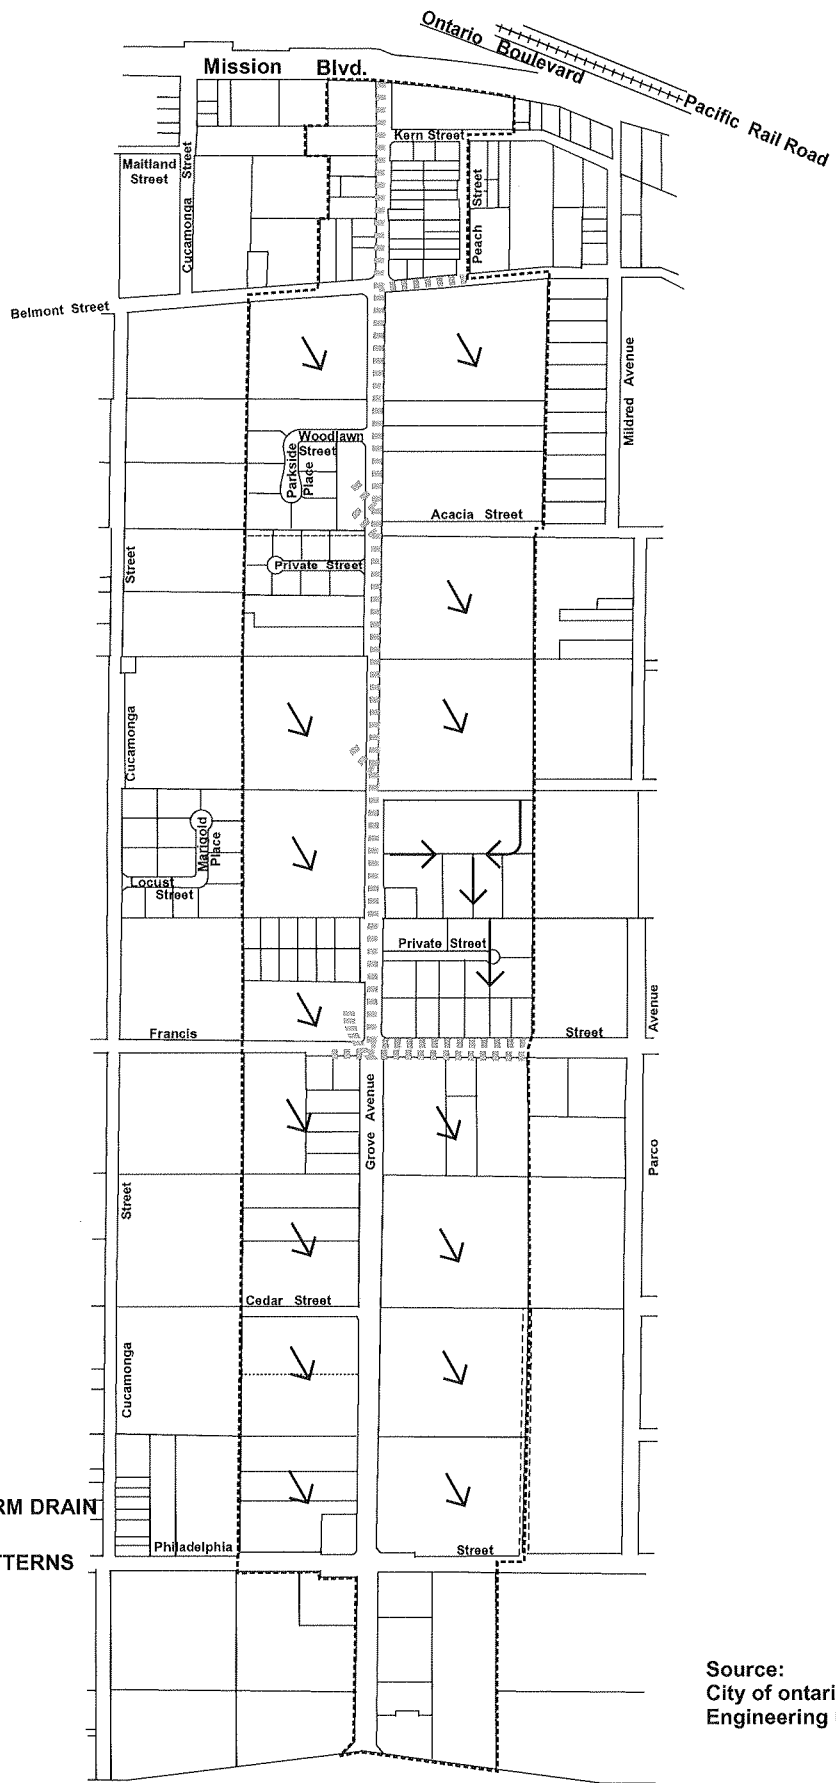 Ontario Boulevard
Pacific Rail Road
Mission Blvd.
Kern Street
Maitland
Street
Cucamonga Street
Peach Street
Belmont Street
Mildred Avenue
Woodlawn
Street
Parkside
Place
Acacia Street
Street
Private Street
Cucamonga
Marigold
Place
Locust
Street
Private Street
Francis
Street
Avenue
Grove Avenue
Parco
Street
Cedar Street
Cucamonga
RM DRAIN
Philadelphia
Street
TTERNS
Source:
City of ontari
Engineering